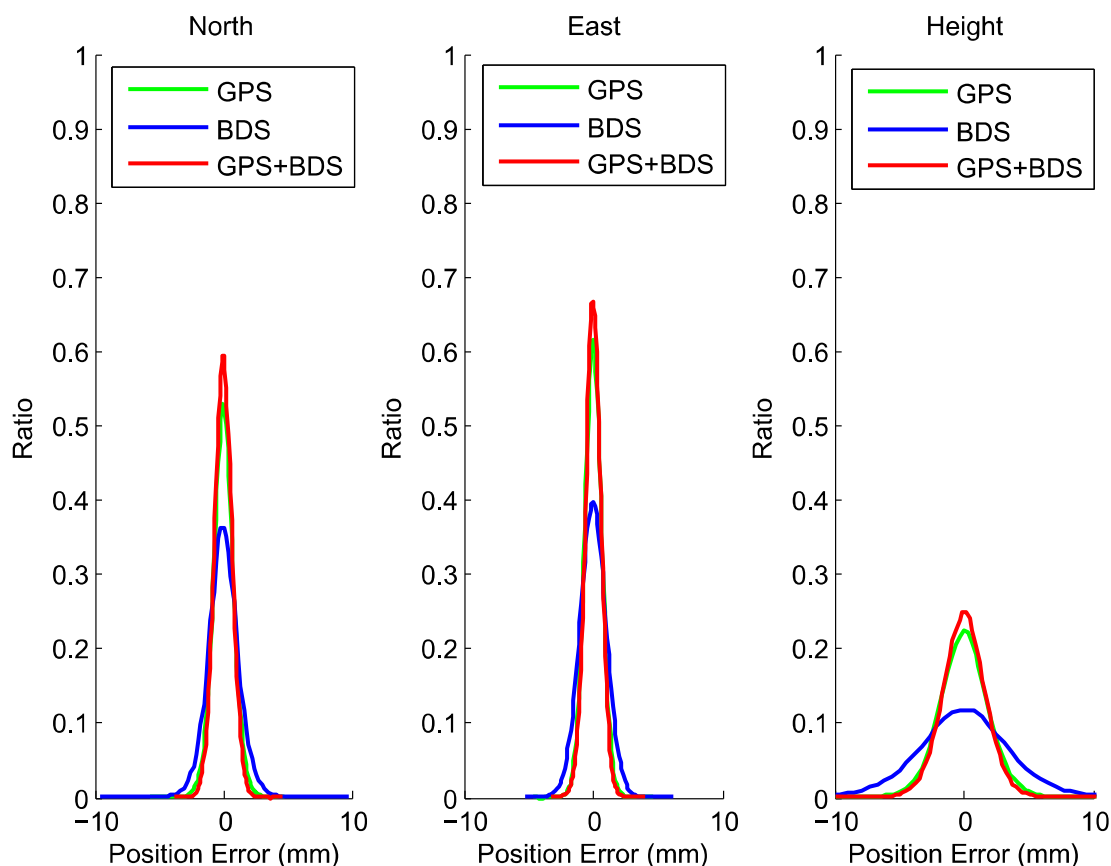 North
1
0.9
0.8
0.7
0.6
0.5
0.4
0.3
0.2
0.1
0
−10
0
10
Ratio
Position Error (mm)
GPS
BDS
GPS+BDS
East
1
0.9
0.8
0.7
0.6
0.5
0.4
0.3
0.2
0.1
0
−10
0
10
Ratio
Position Error (mm)
GPS
BDS
GPS+BDS
Height
1
0.9
0.8
0.7
0.6
0.5
0.4
0.3
0.2
0.1
0
−10
0
10
Ratio
Position Error (mm)
GPS
BDS
GPS+BDS